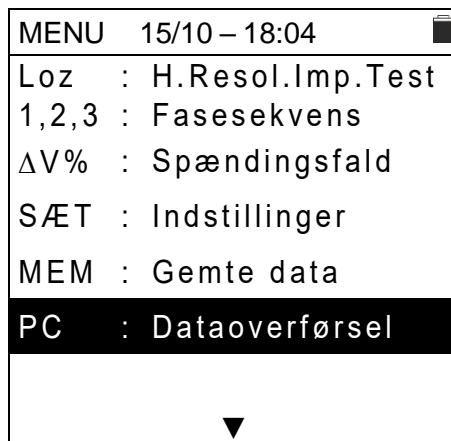 MENU 15/10 – 18:04
Loz : H.Resol.Imp.Test
1,2,3 : Fasesekvens
ΔV% : Spændingsfald
SÆT : Indstillinger
MEM : Gemte data
PC : Dataoverførsel
▼